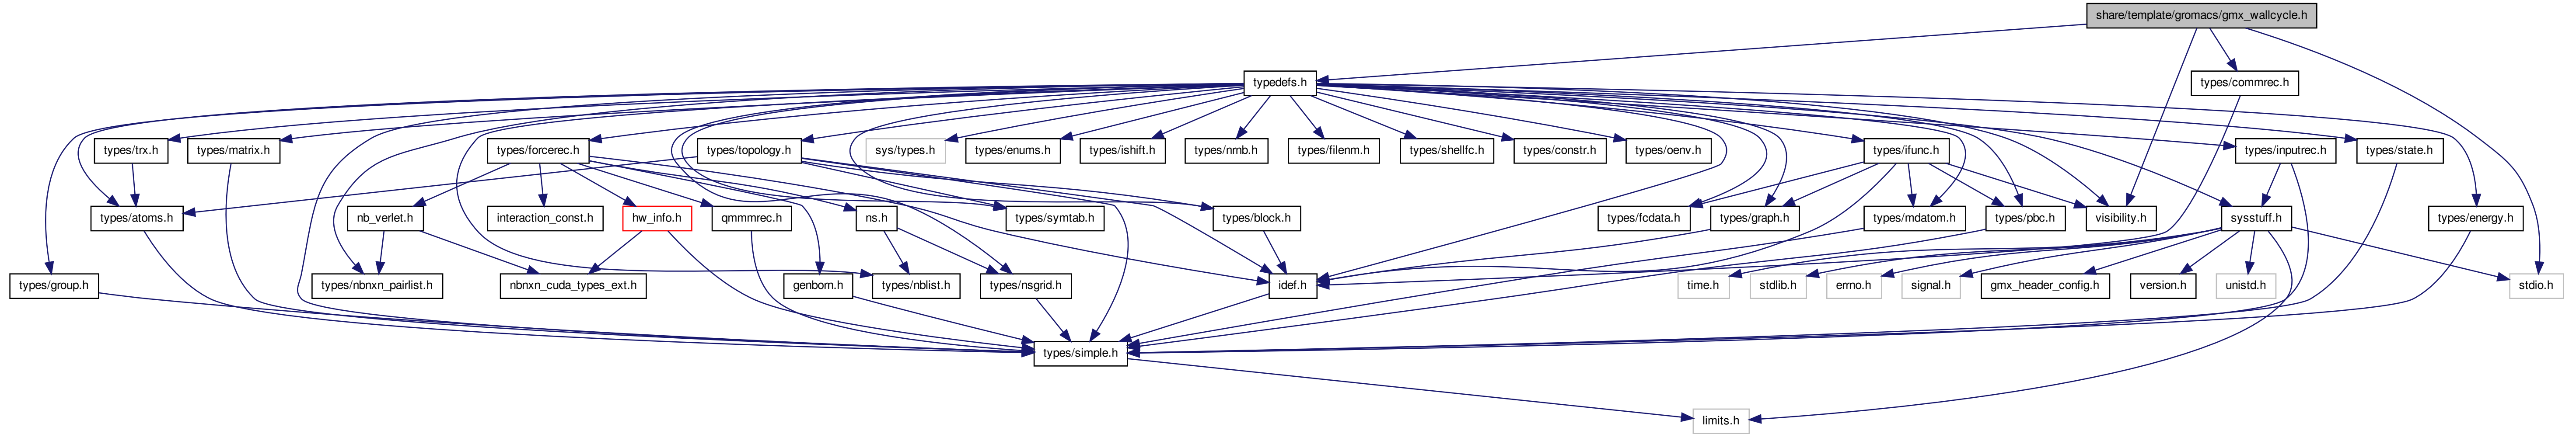 share/template/gromacs/gmx_wallcycle.h
typedefs.h
types/commrec.h
types/trx.h
types/matrix.h
types/forcerec.h
types/topology.h
sys/types.h
types/enums.h
types/ishift.h
types/nrnb.h
types/filenm.h
types/shellfc.h
types/constr.h
types/oenv.h
types/ifunc.h
types/inputrec.h
types/state.h
types/atoms.h
nb_verlet.h
interaction_const.h
hw_info.h
qmmmrec.h
ns.h
types/symtab.h
types/block.h
types/fcdata.h
types/graph.h
types/mdatom.h
types/pbc.h
visibility.h
sysstuff.h
types/energy.h
types/group.h
types/nbnxn_pairlist.h
nbnxn_cuda_types_ext.h
genborn.h
types/nblist.h
types/nsgrid.h
idef.h
time.h
stdlib.h
errno.h
signal.h
gmx_header_config.h
version.h
unistd.h
stdio.h
types/simple.h
limits.h